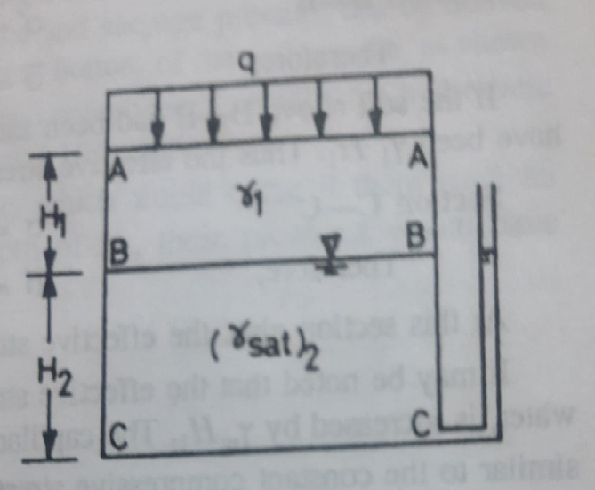 q
A A
H₁ γ₁
B B
H₂ (γsat)₂
C C